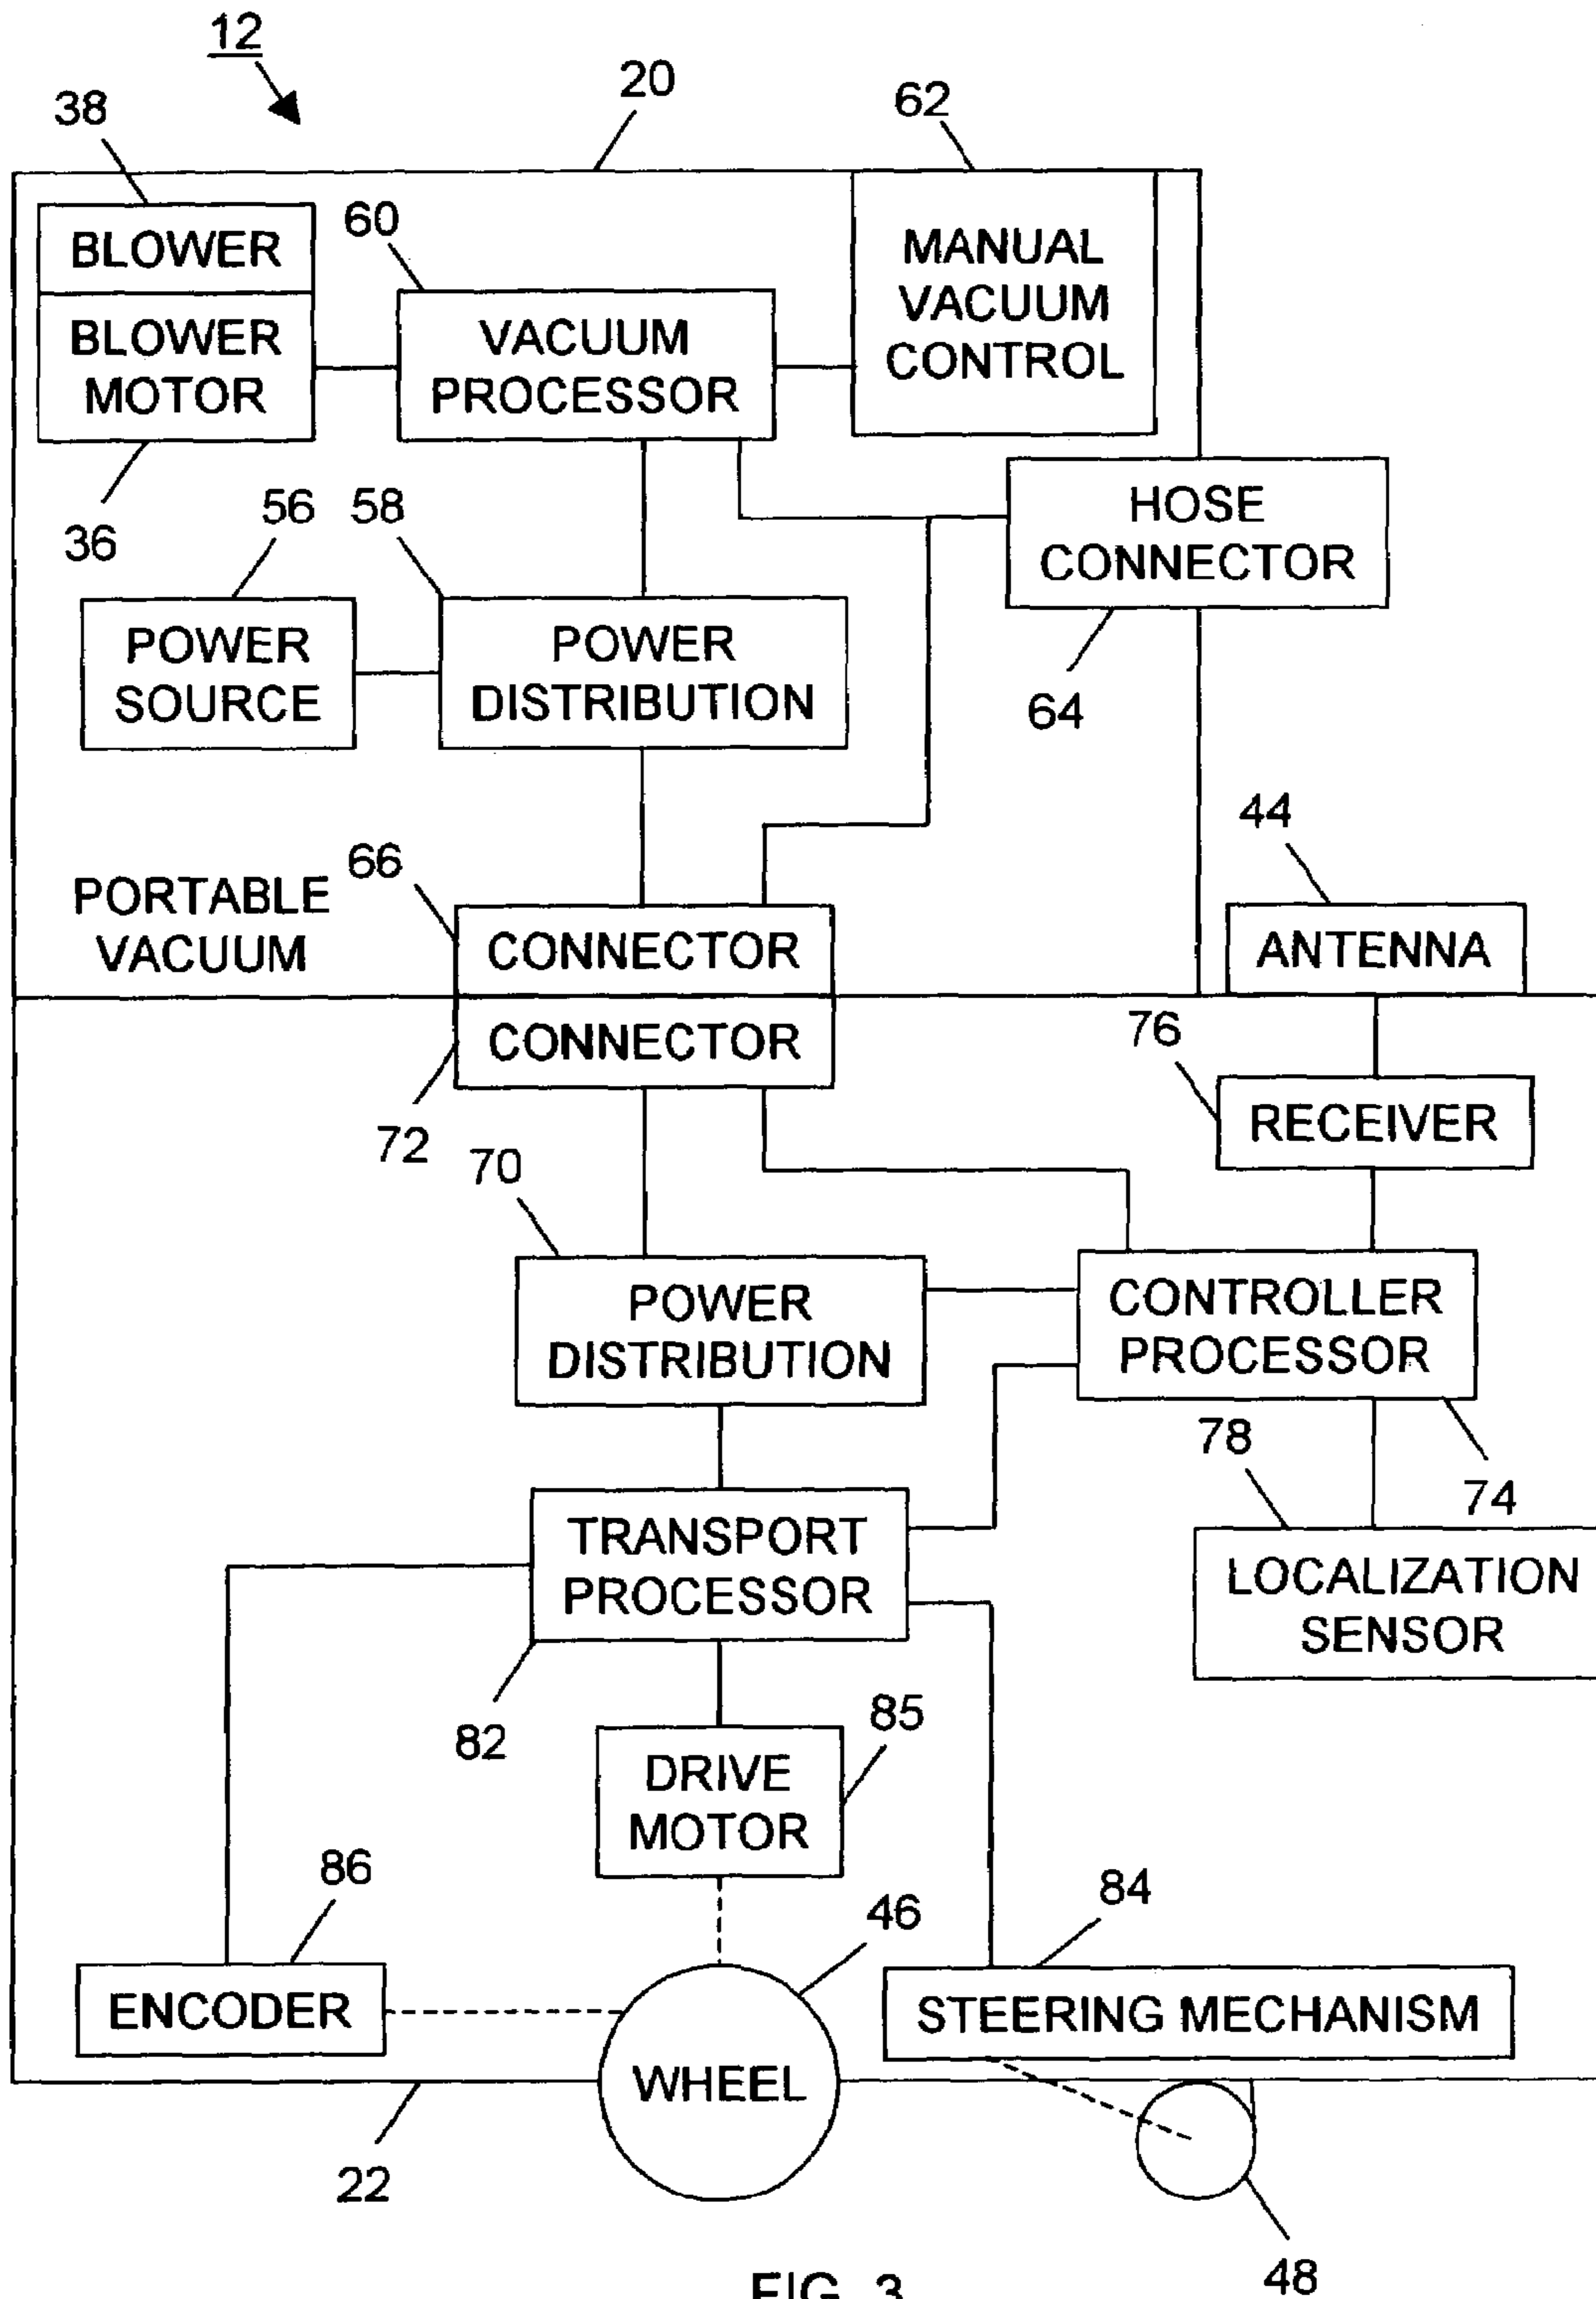 12
38
20
62
BLOWER
60
MANUAL
VACUUM
CONTROL
BLOWER
MOTOR
VACUUM
PROCESSOR
36
56
58
HOSE
CONNECTOR
POWER
SOURCE
POWER
DISTRIBUTION
64
44
66
PORTABLE
VACUUM
CONNECTOR
ANTENNA
CONNECTOR
76
72
RECEIVER
70
POWER
DISTRIBUTION
CONTROLLER
PROCESSOR
78
74
TRANSPORT
PROCESSOR
LOCALIZATION
SENSOR
82
85
DRIVE
MOTOR
86
46
84
ENCODER
STEERING MECHANISM
WHEEL
22
48
FIG. 3